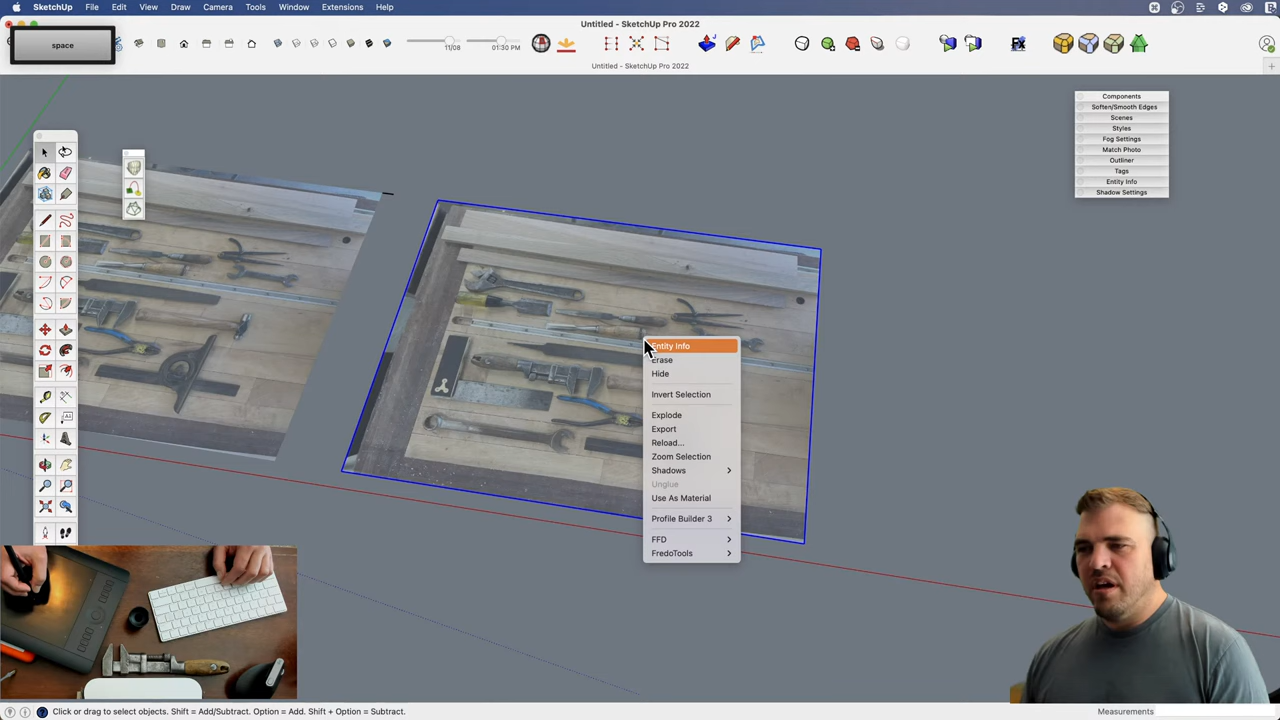 SketchUp File Edit View Draw Camera Tools Window Extensions Help
Untitled - SketchUp Pro 2022
space
11/08 01:30 PM
Untitled - SketchUp Pro 2022
Components
Soften/Smooth Edges
Scenes
Styles
Fog Settings
Match Photo
Outliner
Tags
Entity Info
Shadow Settings
Entity Info
Erase
Hide
Invert Selection
Explode
Export
Reload...
Zoom Selection
Shadows
Unglue
Use As Material
Profile Builder 3
FFD
FredoTools
Click or drag to select objects. Shift = Add/Subtract. Option = Add. Shift + Option = Subtract.
Measurements